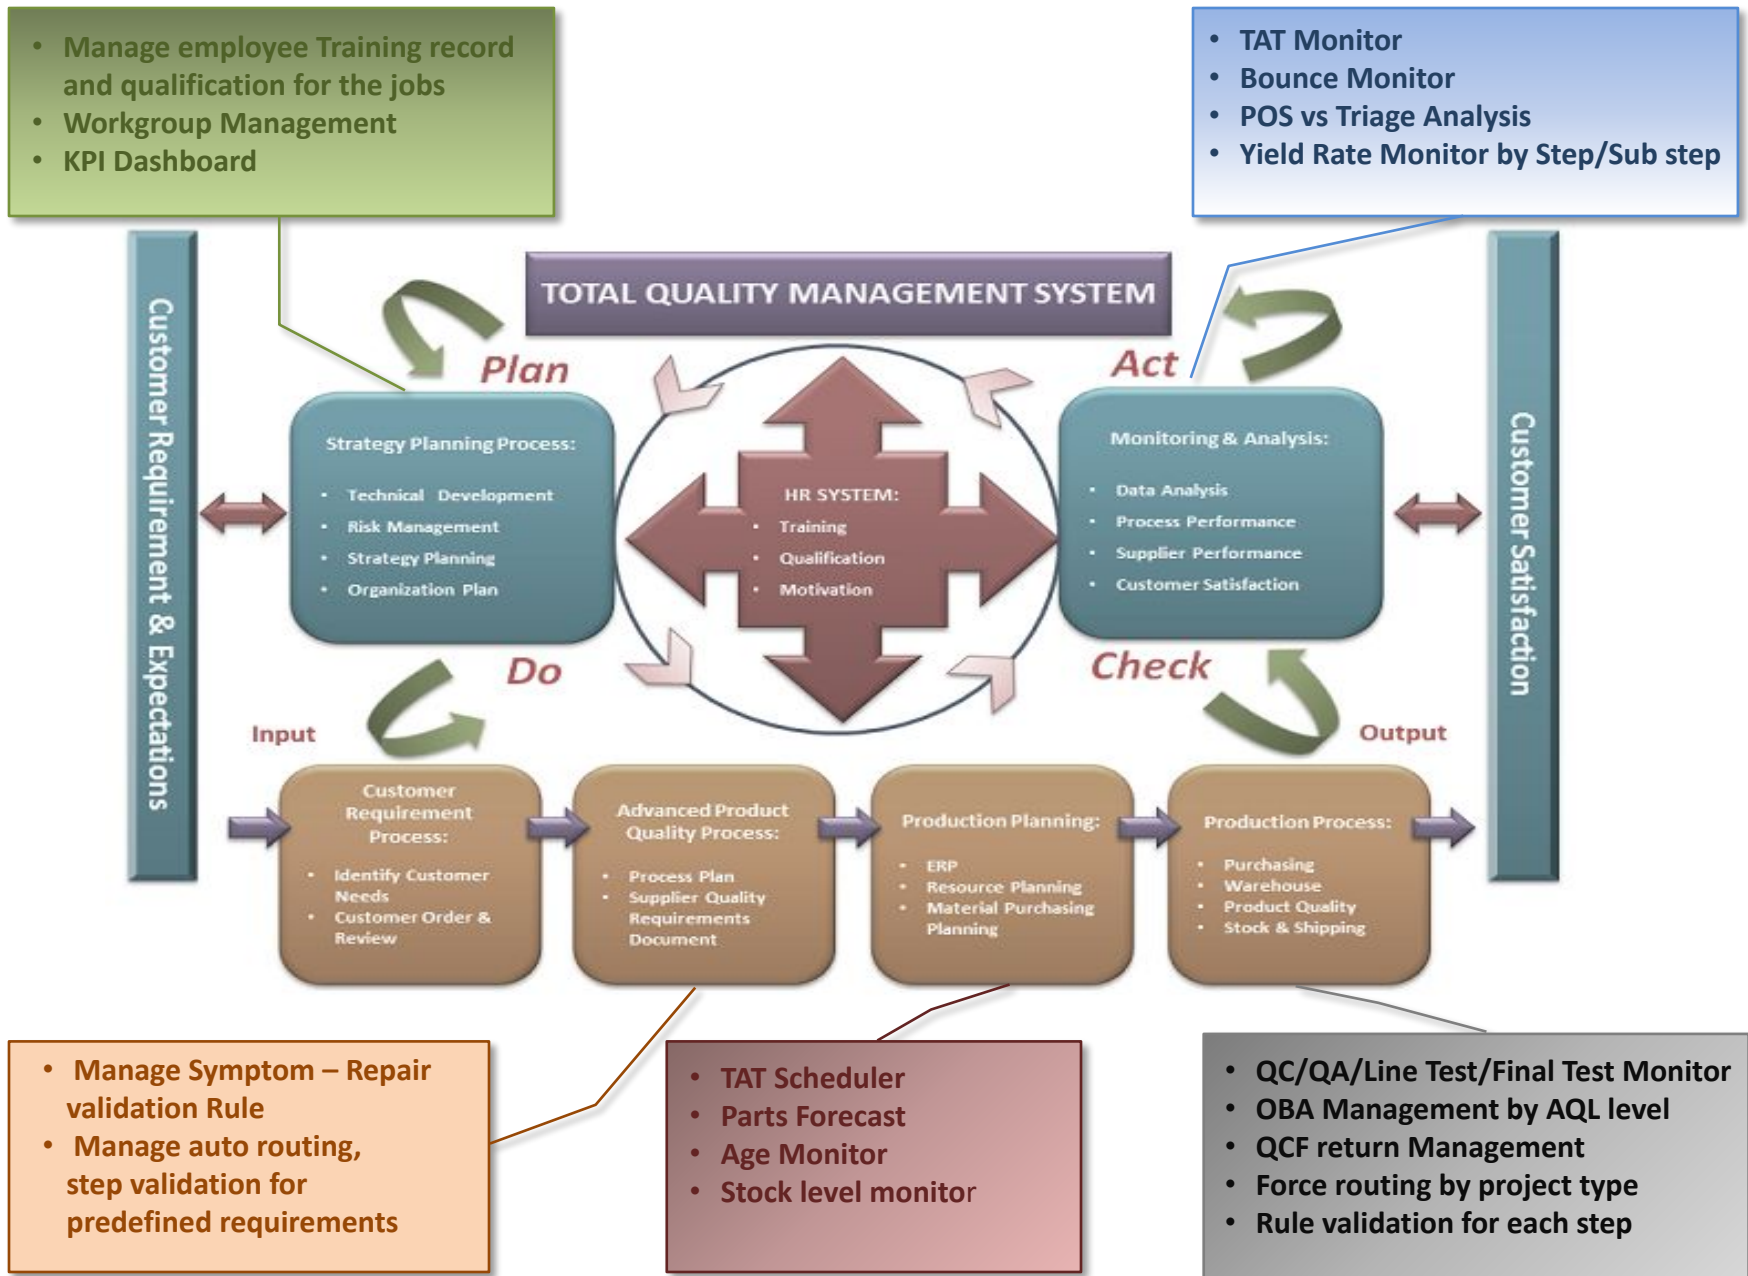 • Manage employee Training record
and qualification for the jobs
• Workgroup Management
• KPI Dashboard
• TAT Monitor
• Bounce Monitor
• POS vs Triage Analysis
• Yield Rate Monitor by Step/Sub step
TOTAL QUALITY MANAGEMENT SYSTEM
Customer Requirement & Expectations
Plan
Act
Strategy Planning Process:
• Technical Development
• Risk Management
• Strategy Planning
• Organization Plan
HR SYSTEM:
• Training
• Qualification
• Motivation
Monitoring & Analysis:
• Data Analysis
• Process Performance
• Supplier Performance
• Customer Satisfaction
Customer Satisfaction
Do
Check
Input
Output
Customer
Requirement
Process:
• Identify Customer
Needs
• Customer Order &
Review
Advanced Product
Quality Process:
• Process Plan
• Supplier Quality
Requirements
Document
Production Planning:
• ERP
• Resource Planning
• Material Purchasing
Planning
Production Process:
• Purchasing
• Warehouse
• Product Quality
• Stock & Shipping
• Manage Symptom – Repair
validation Rule
• Manage auto routing,
step validation for
predefined requirements
• TAT Scheduler
• Parts Forecast
• Age Monitor
• Stock level monitor
• QC/QA/Line Test/Final Test Monitor
• OBA Management by AQL level
• QCF return Management
• Force routing by project type
• Rule validation for each step